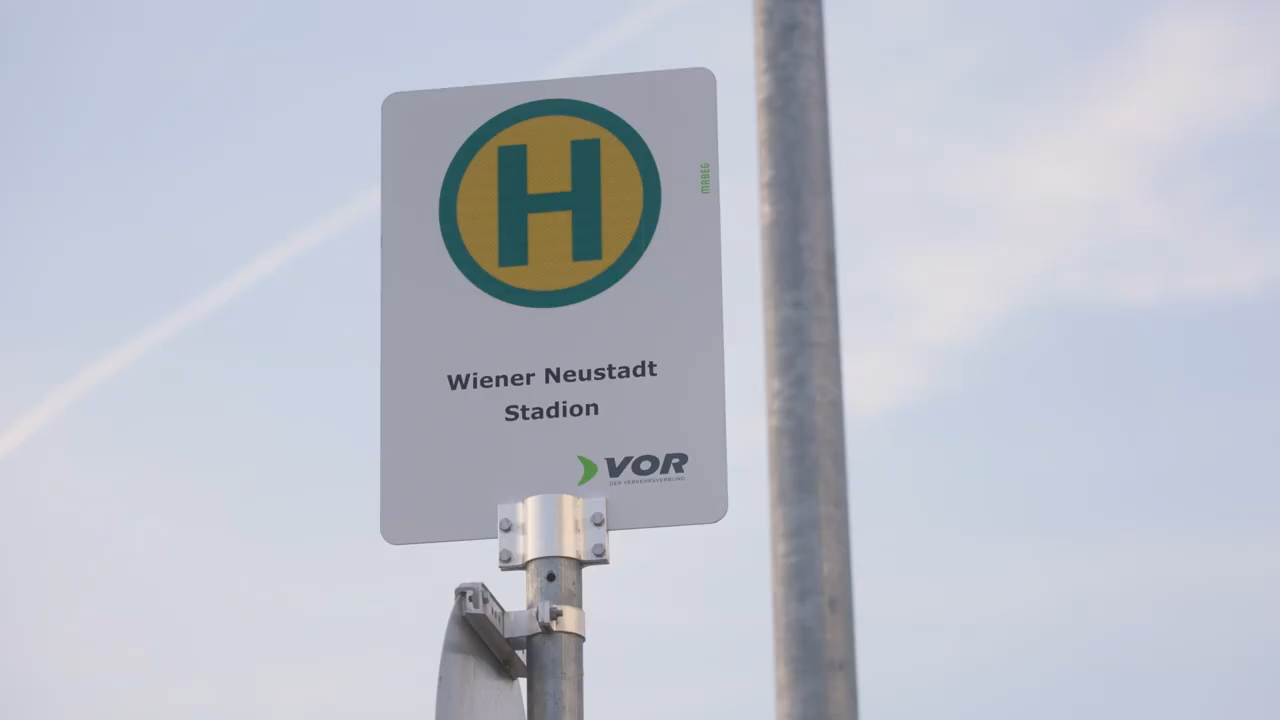 H
MABEG
Wiener Neustadt
Stadion
VOR
DER VERKEHRSVERBUND